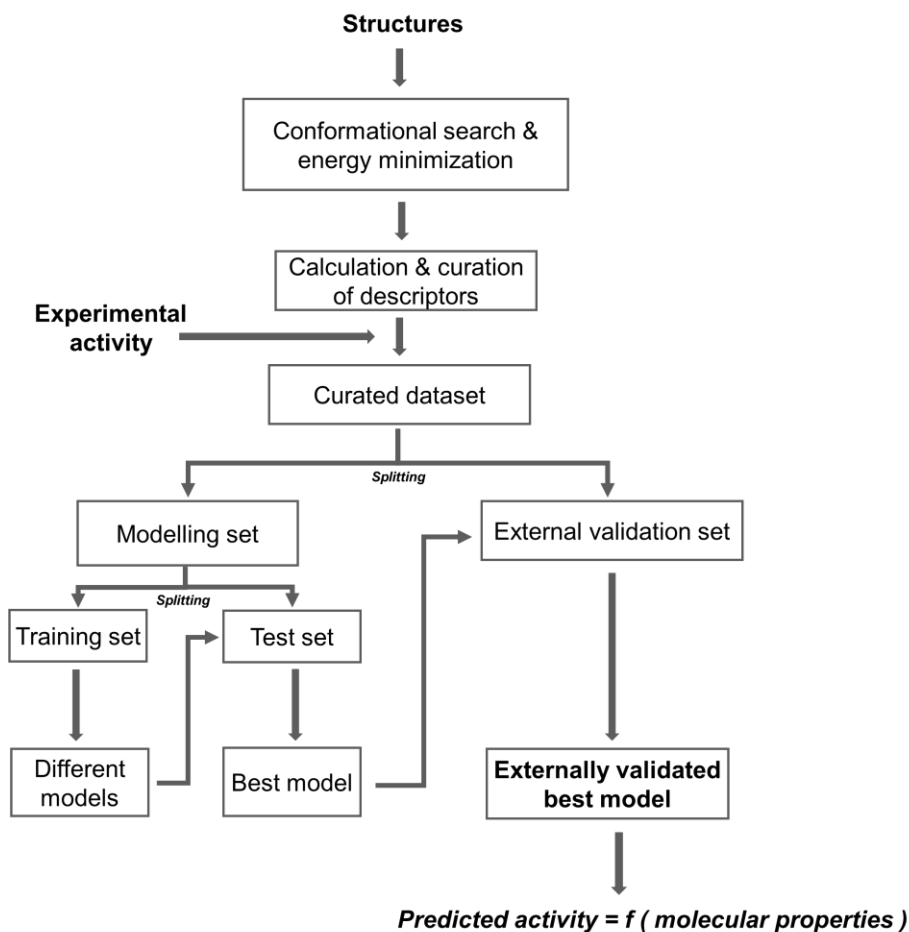 Structures
Conformational search &
energy minimization
Calculation & curation
of descriptors
Experimental
activity
Curated dataset
Splitting
Modelling set
External validation set
Splitting
Training set
Test set
Different
models
Best model
Externally validated
best model
Predicted activity = f ( molecular properties )